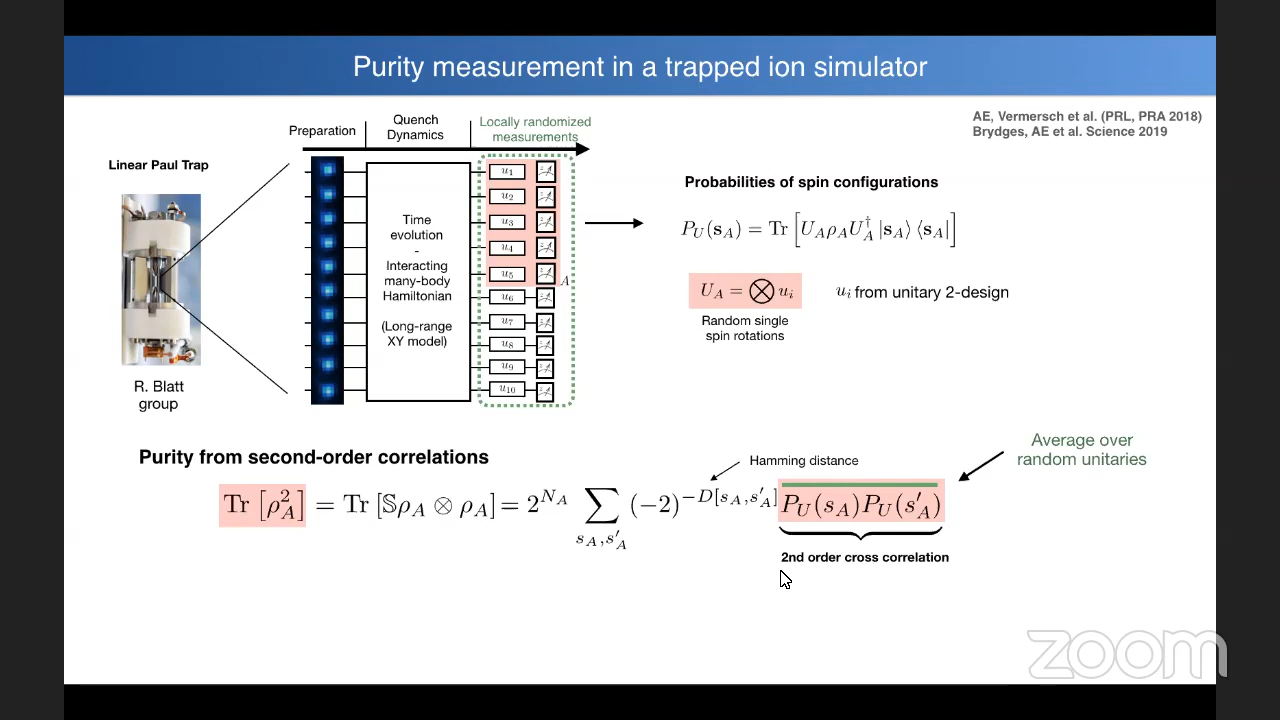 Purity measurement in a trapped ion simulator
AE, Vermersch et al. (PRL, PRA 2018)
Brydges, AE et al. Science 2019
Preparation
Quench
Dynamics
Locally randomized
measurements
Linear Paul Trap
R. Blatt
group
Time
evolution
-
Interacting
many-body
Hamiltonian
(Long-range
XY model)
u₁
u₂
u₃
u₄
u₅
A
u₆
u₇
u₈
u₉
u₁₀
Probabilities of spin configurations
P_U(s_A) = Tr [U_A ρ_A U_A^† |s_A⟩ ⟨s_A|]
U_A = ⨂ u_i
u_i from unitary 2-design
Random single
spin rotations
Purity from second-order correlations
Hamming distance
Average over
random unitaries
Tr [ρ_A^2] = Tr [𝕊ρ_A ⊗ ρ_A] = 2^{N_A} ∑_{s_A,s'_A} (−2)^{−D[s_A,s'_A]} P_U(s_A)P_U(s'_A)
2nd order cross correlation
zoom